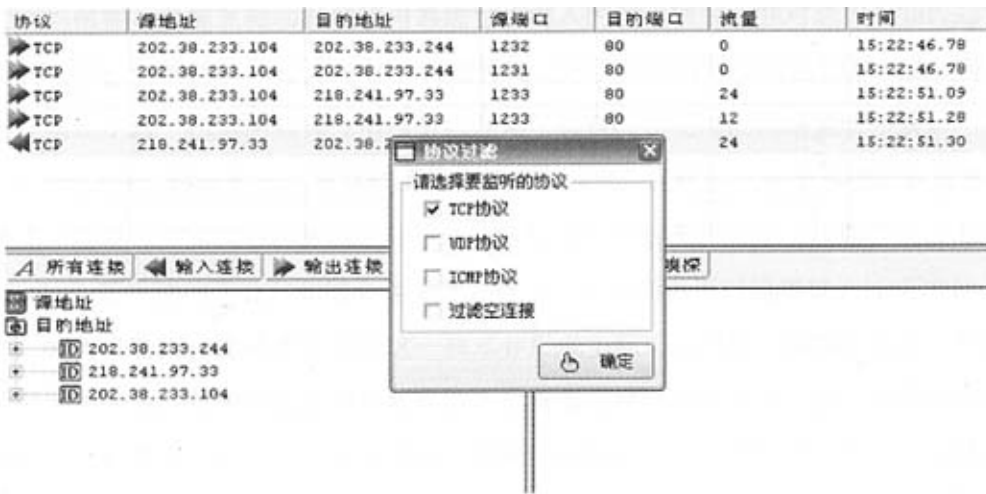 协议 源地址 目的地址 源端口 目的端口 流量 时间
TCP 202.38.233.104 202.38.233.244 1232 80 0 15:22:46.78
TCP 202.38.233.104 202.38.233.244 1231 80 0 15:22:46.78
TCP 202.38.233.104 218.241.97.33 1233 80 24 15:22:51.09
TCP 202.38.233.104 218.241.97.33 1233 80 12 15:22:51.28
TCP 218.241.97.33 202.38.2 24 15:22:51.30
协议过滤
请选择要监听的协议
TCP协议
UDP协议
ICMP协议
过滤空连接
确定
所有连接 输入连接 输出连接 嗅探
源地址
目的地址
ID 202.38.233.244
ID 218.241.97.33
ID 202.38.233.104